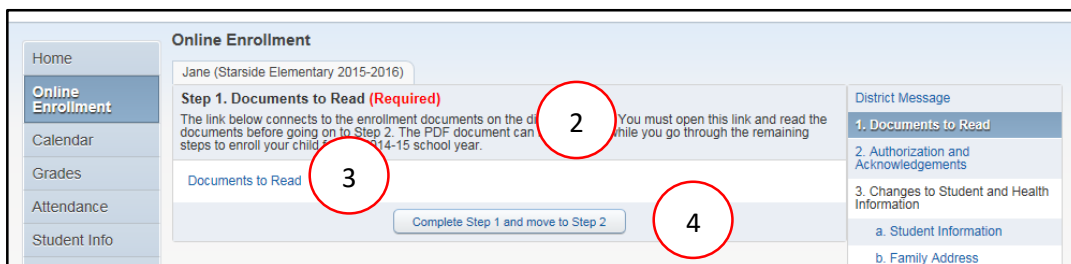 Online Enrollment
Home
Online
Enrollment
Calendar
Grades
Attendance
Student Info
Jane (Starside Elementary 2015-2016)
Step 1. Documents to Read (Required)
The link below connects to the enrollment documents on the di You must open this link and read the
documents before going on to Step 2. The PDF document can while you go through the remaining
steps to enroll your child 14-15 school year.
2
Documents to Read
3
Complete Step 1 and move to Step 2
4
District Message
1. Documents to Read
2. Authorization and
Acknowledgements
3. Changes to Student and Health
Information
a. Student Information
b. Family Address